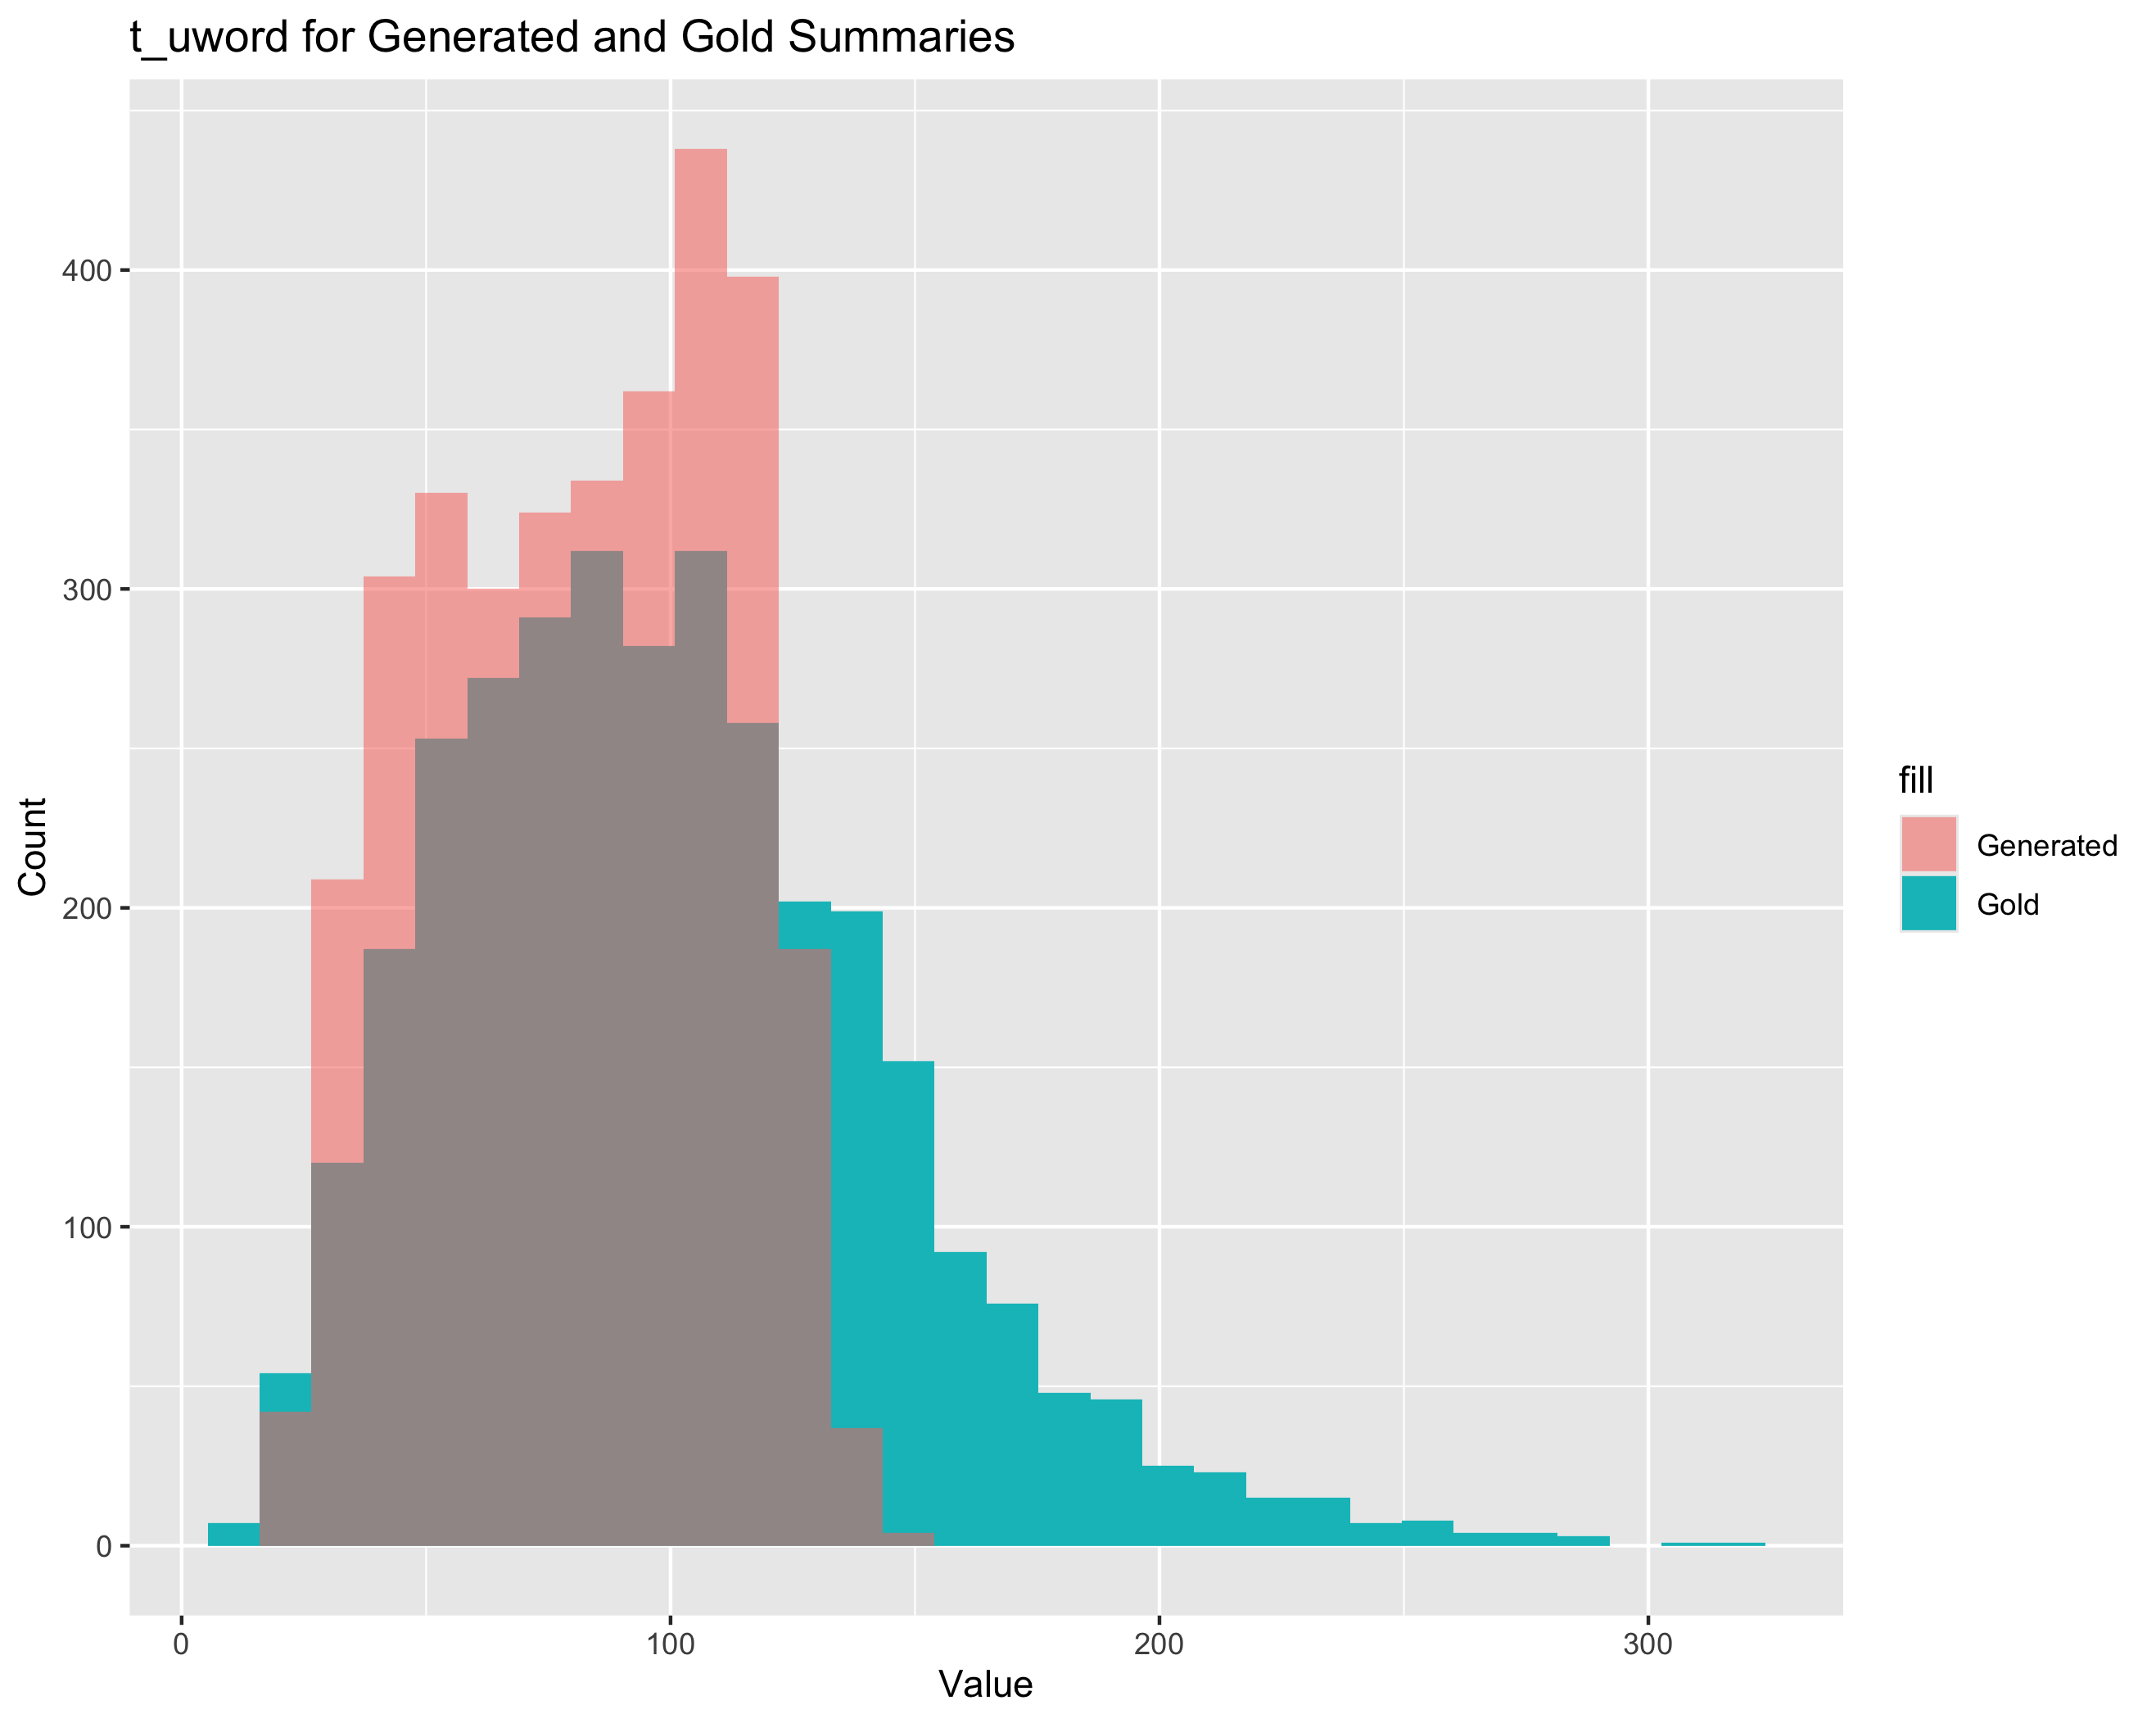 t_uword for Generated and Gold Summaries
400
300
200
100
0
Count
0 100 200 300
Value
fill
Generated
Gold